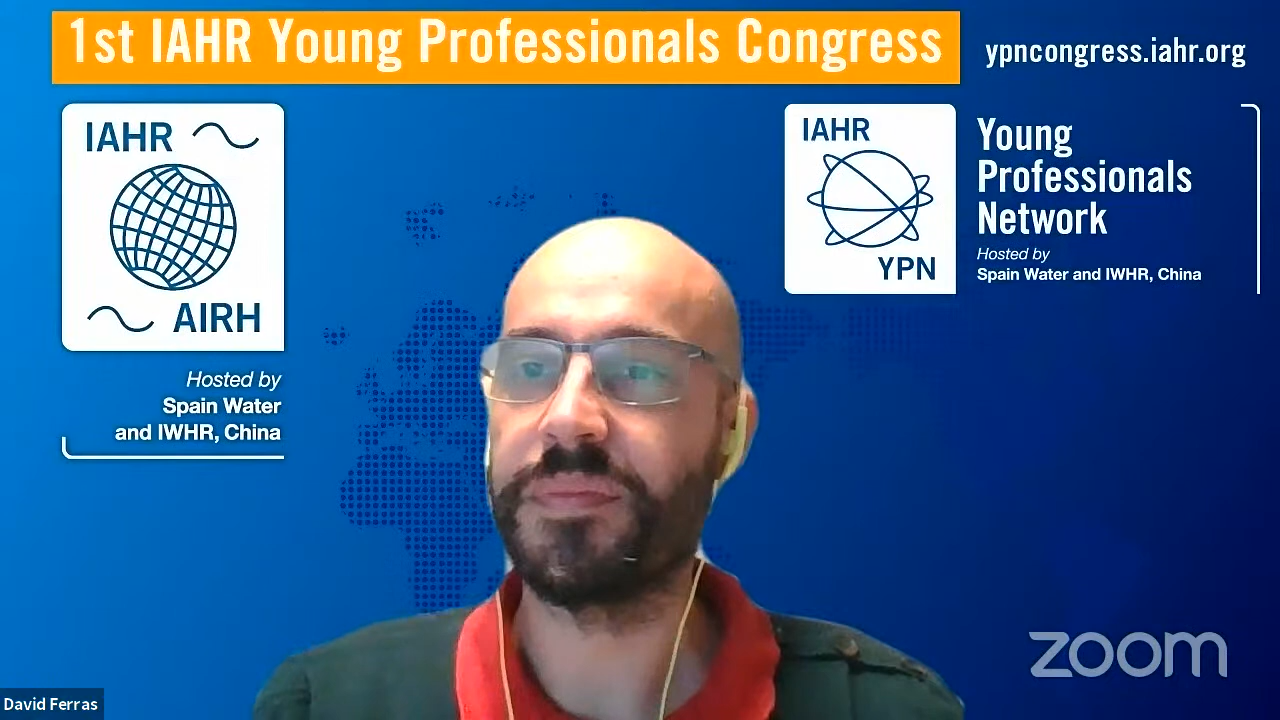 1st IAHR Young Professionals Congress
ypncongress.iahr.org
IAHR
AIRH
Hosted by
Spain Water
and IWHR, China
IAHR
YPN
Young
Professionals
Network
Hosted by
Spain Water and IWHR, China
zoom
David Ferras